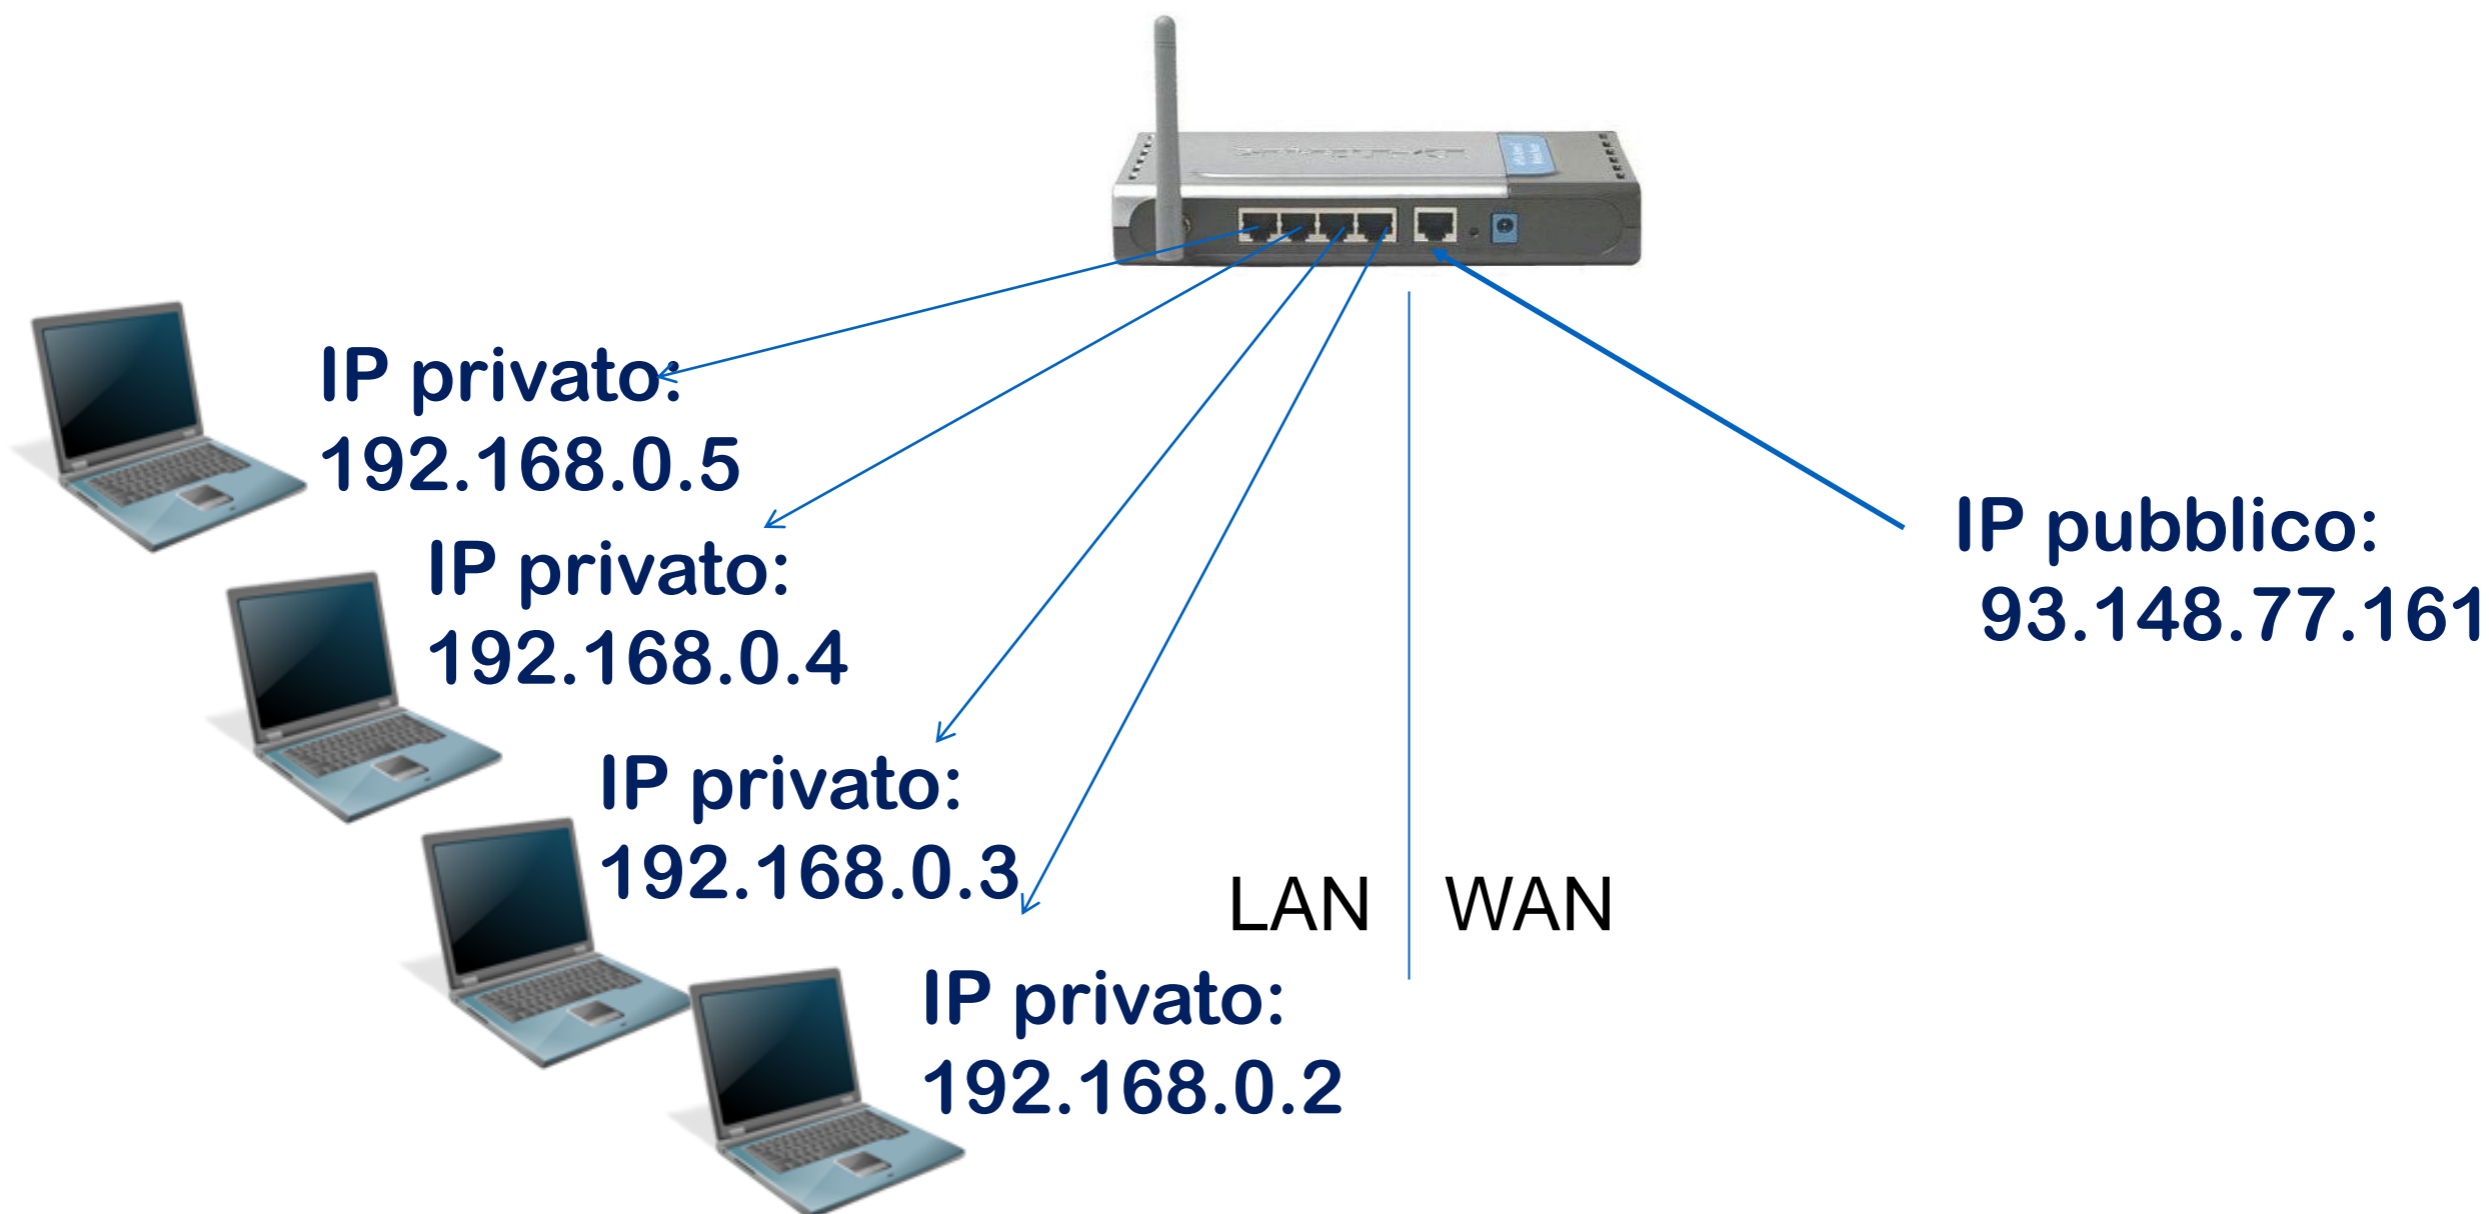 IP privato:
192.168.0.5
IP privato:
192.168.0.4
IP privato:
192.168.0.3
IP privato:
192.168.0.2
LAN
WAN
IP pubblico:
93.148.77.161